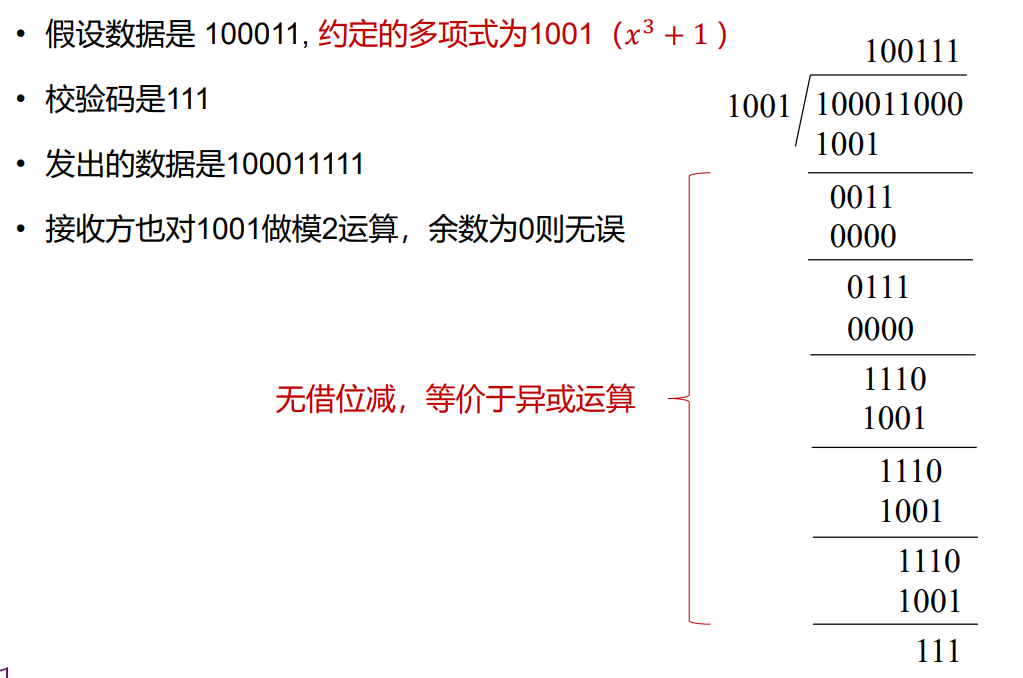 • 假设数据是 100011, 约定的多项式为1001（x³ + 1 ）
• 校验码是111
• 发出的数据是100011111
• 接收方也对1001做模2运算，余数为0则无误
无借位减，等价于异或运算
100111
1001 100011000
1001
0011
0000
0111
0000
1110
1001
1110
1001
1110
1001
111